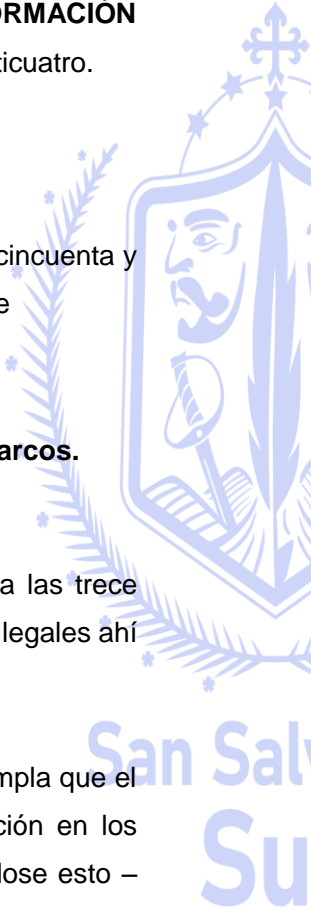 ORMACIÓN
ticuatro.
cincuenta y
e
arcos.
a las trece
legales ahí
San Salv
mpla que el
ción en los
Su
dose esto –